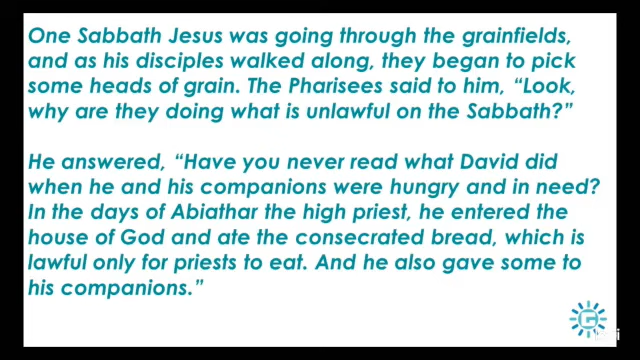 One Sabbath Jesus was going through the grainfields,
and as his disciples walked along, they began to pick
some heads of grain. The Pharisees said to him, “Look,
why are they doing what is unlawful on the Sabbath?”
He answered, “Have you never read what David did
when he and his companions were hungry and in need?
In the days of Abiathar the high priest, he entered the
house of God and ate the consecrated bread, which is
lawful only for priests to eat. And he also gave some to
his companions.”
G